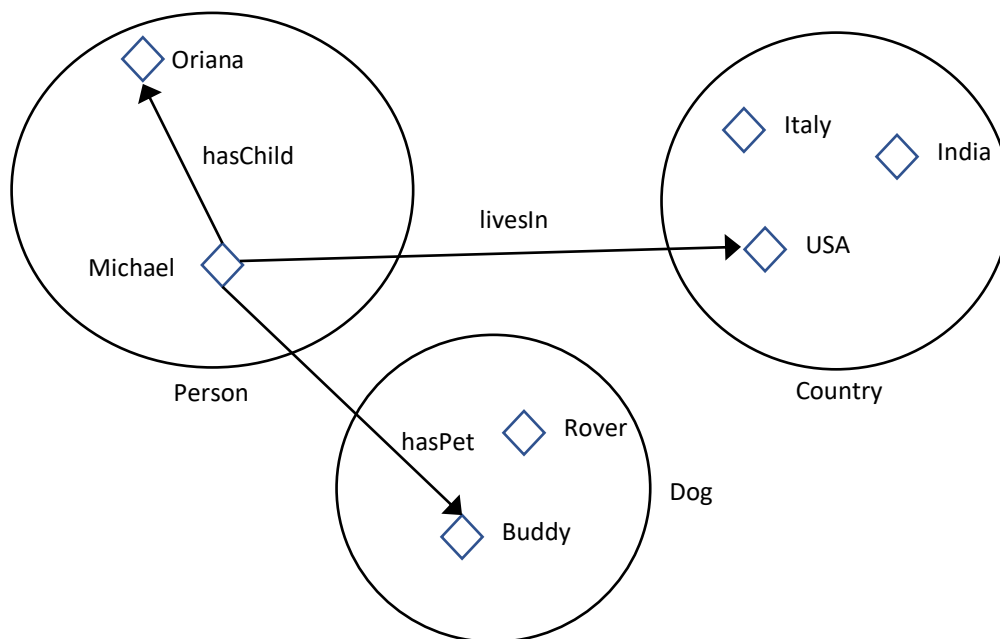 Oriana
Italy
India
hasChild
livesIn
USA
Michael
Person
Country
Rover
hasPet
Dog
Buddy